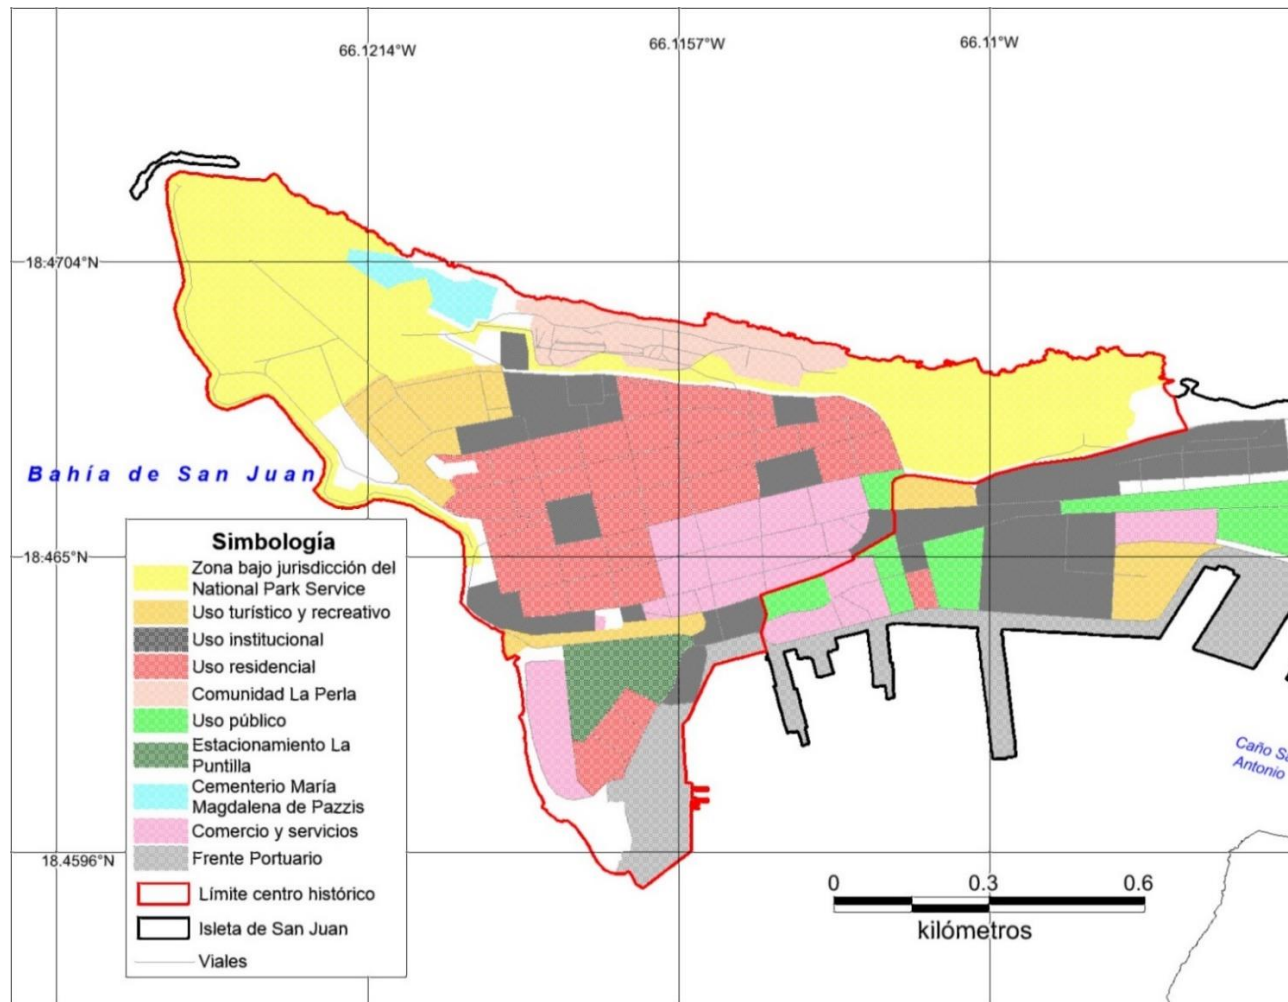 66.1214°W
66.1157°W
66.11°W
18.4704°N
Bahía de San Juan
18.465°N
Simbología
Zona bajo jurisdicción del
National Park Service
Uso turístico y recreativo
Uso institucional
Uso residencial
Comunidad La Perla
Uso público
Estacionamiento La
Puntilla
Cementerio María
Magdalena de Pazzis
Comercio y servicios
Frente Portuario
Límite centro histórico
Isleta de San Juan
Viales
18.4596°N
Caño Sa
Antonio
0 0.3 0.6
kilómetros